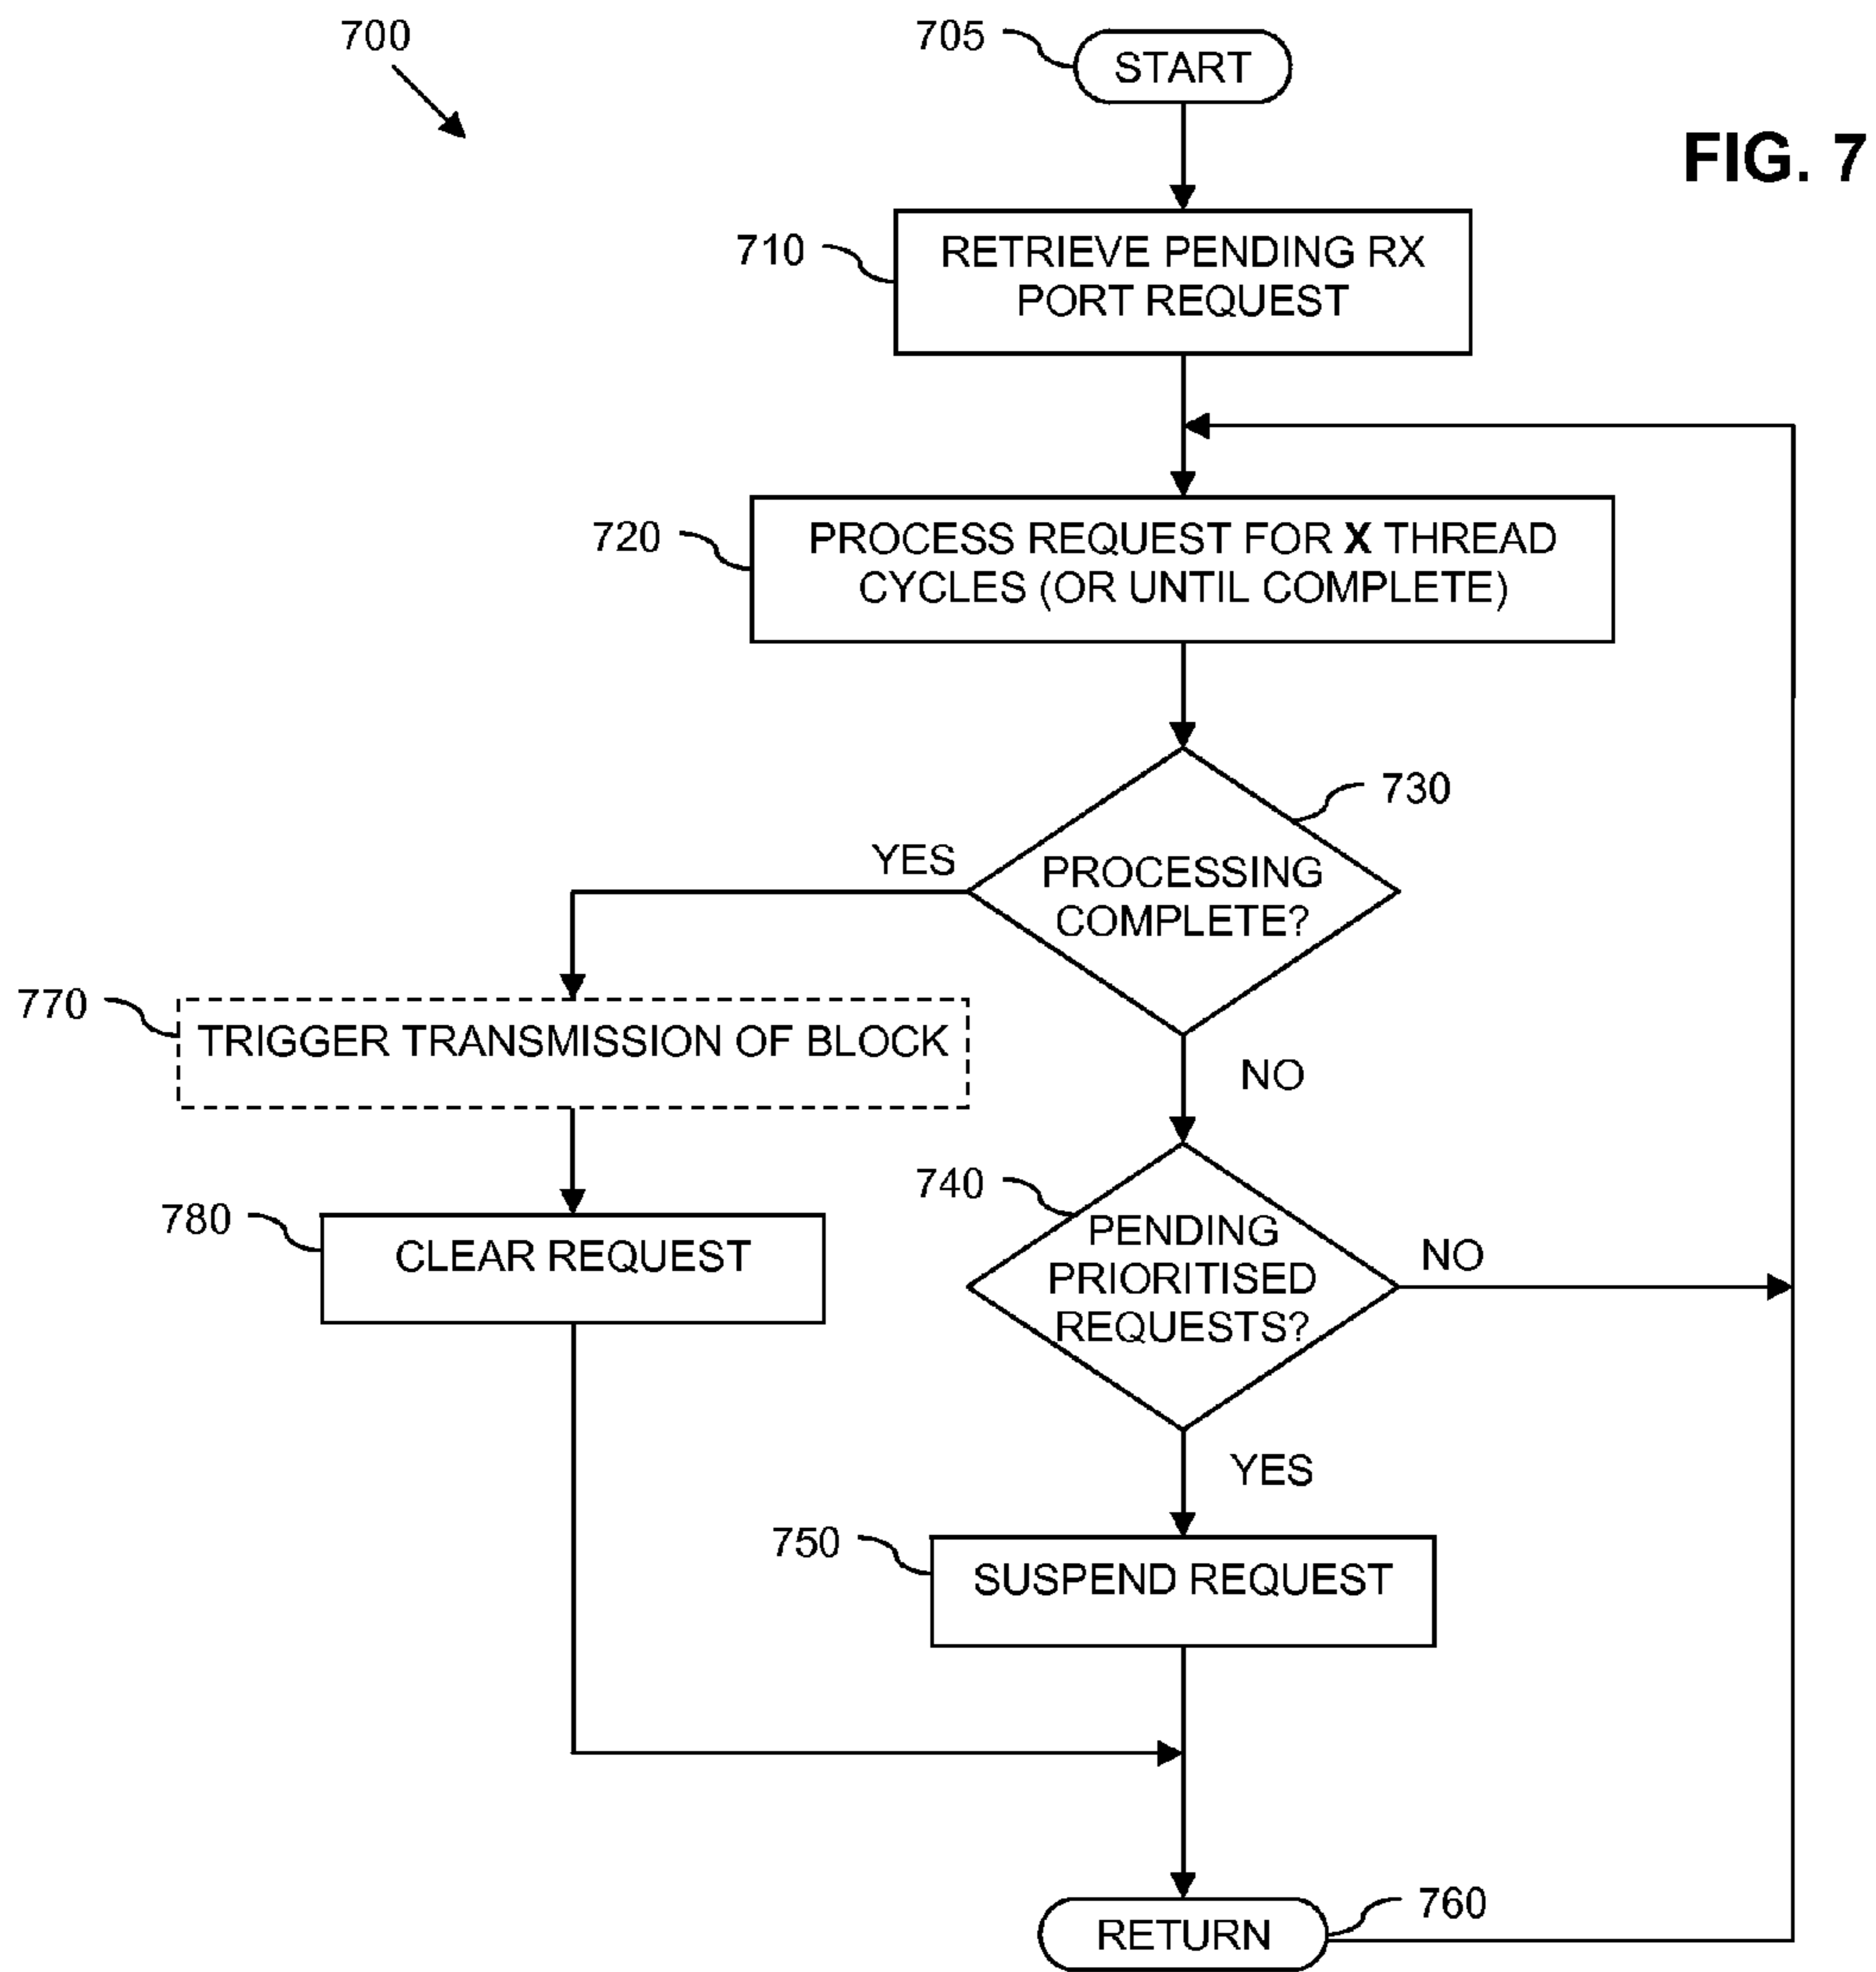 700
705
START
FIG. 7
710
RETRIEVE PENDING RX
PORT REQUEST
720
PROCESS REQUEST FOR X THREAD
CYCLES (OR UNTIL COMPLETE)
730
YES
PROCESSING
COMPLETE?
770
TRIGGER TRANSMISSION OF BLOCK
NO
740
780
CLEAR REQUEST
PENDING
PRIORITISED
REQUESTS?
NO
YES
750
SUSPEND REQUEST
760
RETURN